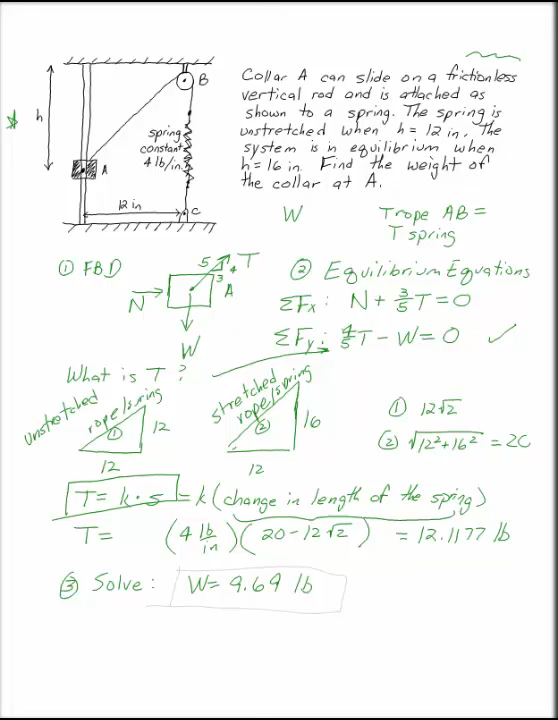 h
B
A
spring
constant
4 lb/in.
12 in
C
Collar A can slide on a frictionless
vertical rod and is attached as
shown to a spring. The spring is
unstretched when h = 12 in. The
system is in equilibrium when
h = 16 in. Find the weight of
the collar at A.
W
Trope AB =
T spring
① FBD
N
5 4 3
T
A
W
② Equilibrium Equations
ΣFx: N + 3/5 T = 0
ΣFy: 4/5 T - W = 0 ✓
What is T?
unstretched rope/spring
① 12
12
stretched rope/spring
② 16
12
① 12√2
② √12²+16² = 20
T = k · s = k (change in length of the spring)
T = (4 lb/in)(20 - 12√2) = 12.1177 lb
③ Solve: W = 9.69 lb